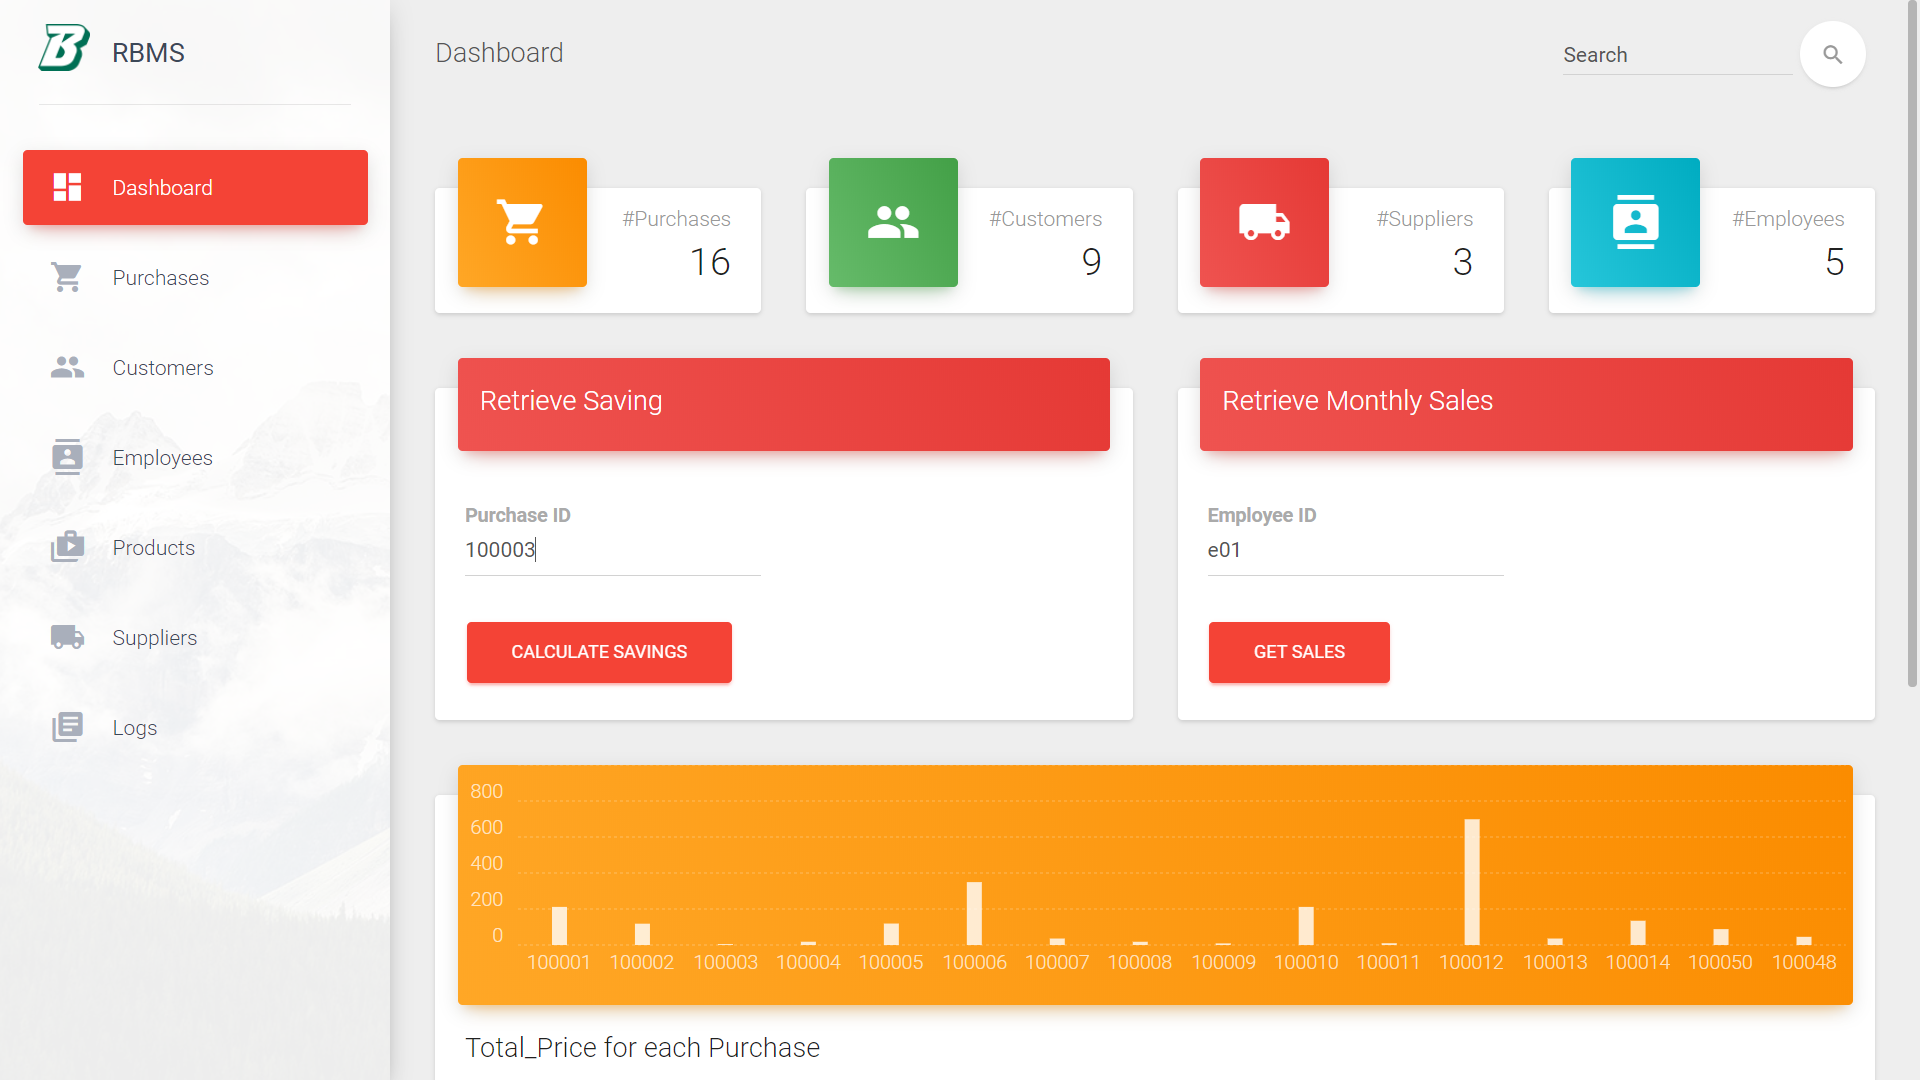 B RBMS
Dashboard
Purchases
Customers
Employees
Products
Suppliers
Logs
Dashboard
Search
#Purchases
16
#Customers
9
#Suppliers
3
#Employees
5
Retrieve Saving
Purchase ID
100003
CALCULATE SAVINGS
Retrieve Monthly Sales
Employee ID
e01
GET SALES
800
600
400
200
0
100001 100002 100003 100004 100005 100006 100007 100008 100009 100010 100011 100012 100013 100014 100050 100048
Total_Price for each Purchase